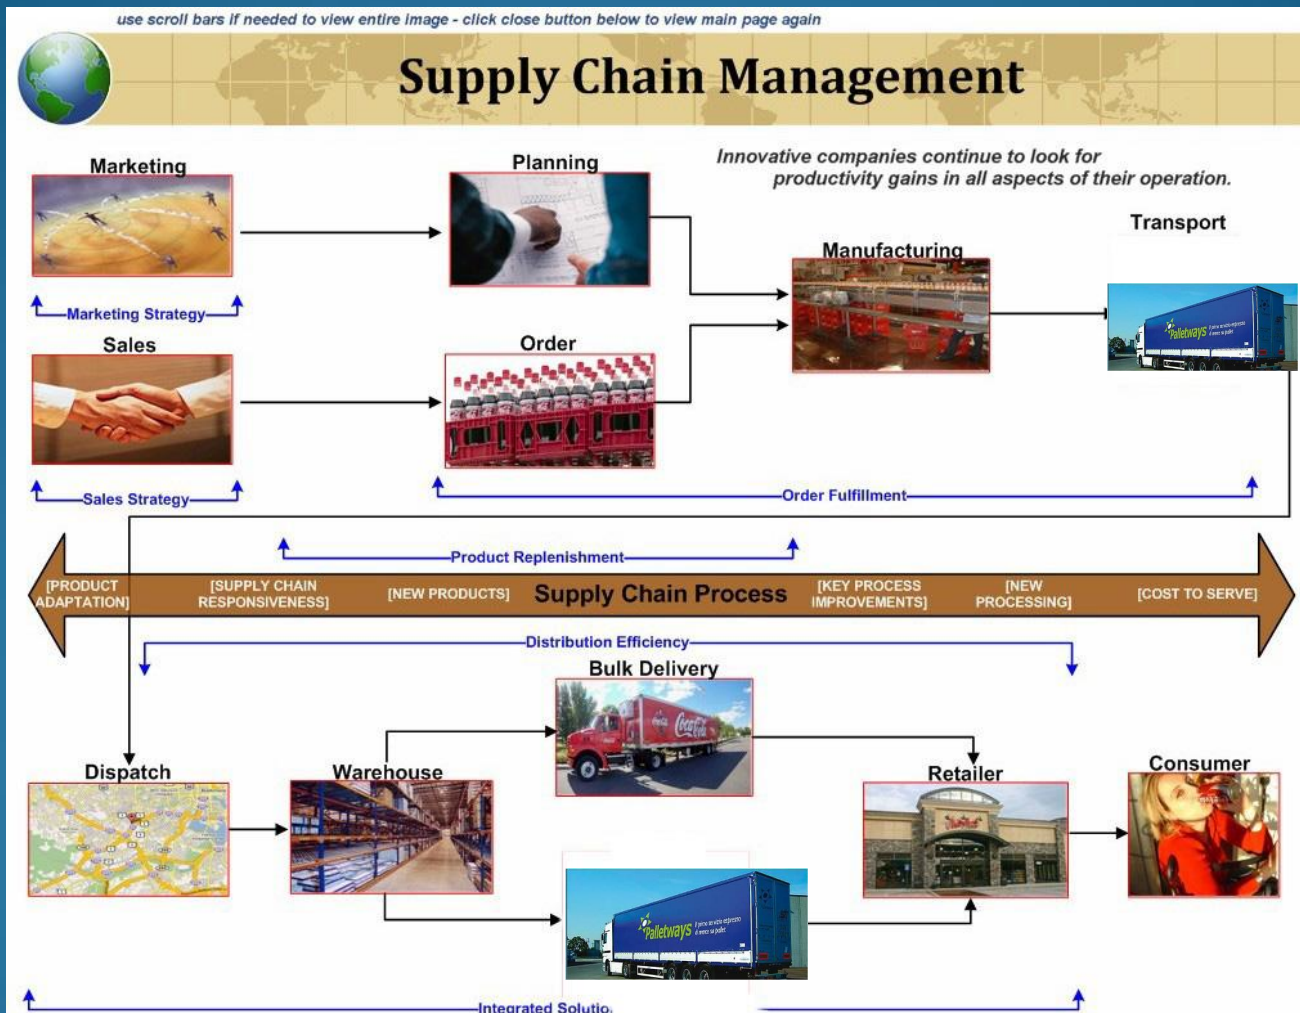 use scroll bars if needed to view entire image - click close button below to view main page again
Supply Chain Management
Marketing
Planning
Innovative companies continue to look for
productivity gains in all aspects of their operation.
Transport
Manufacturing
Palletways
Marketing Strategy
Sales
Order
Sales Strategy
Order Fulfillment
Product Replenishment
[PRODUCT
ADAPTATION]
[SUPPLY CHAIN
RESPONSIVENESS]
[NEW PRODUCTS]
Supply Chain Process
[KEY PROCESS
IMPROVEMENTS]
[NEW
PROCESSING]
[COST TO SERVE]
Distribution Efficiency
Bulk Delivery
Coca-Cola
Dispatch
Warehouse
Retailer
Consumer
Palletways
Integrated